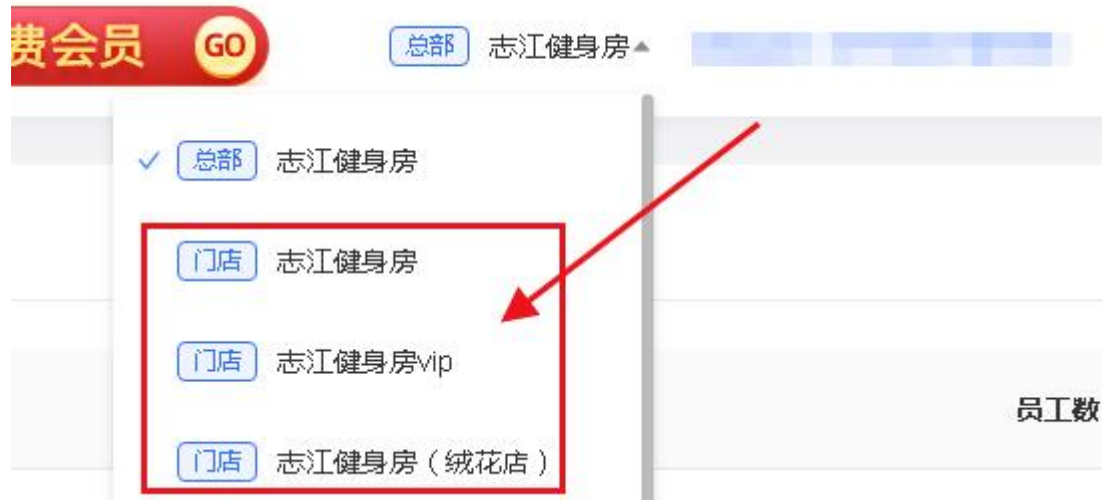 费会员 GO
总部 志江健身房
总部 志江健身房
门店 志江健身房
门店 志江健身房vip
员工数
门店 志江健身房（绒花店）